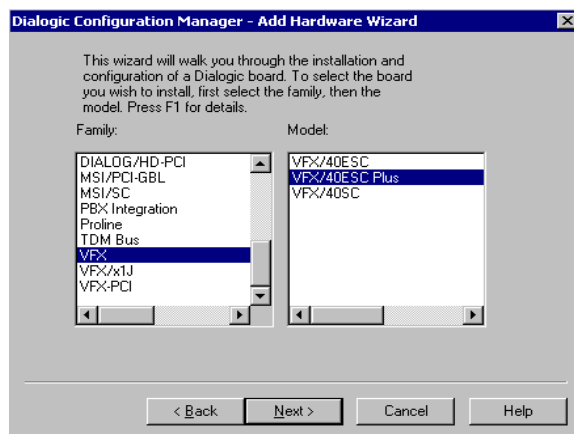 Dialogic Configuration Manager - Add Hardware Wizard
This wizard will walk you through the installation and
configuration of a Dialogic board. To select the board
you wish to install, first select the family, then the
model. Press F1 for details.
Family:
Model:
DIALOG/HD-PCI
MSI/PCI-GBL
MSI/SC
PBX Integration
Proline
TDM Bus
VFX
VFX/x1J
VFX-PCI
VFX/40ESC
VFX/40ESC Plus
VFX/40SC
< Back
Next >
Cancel
Help